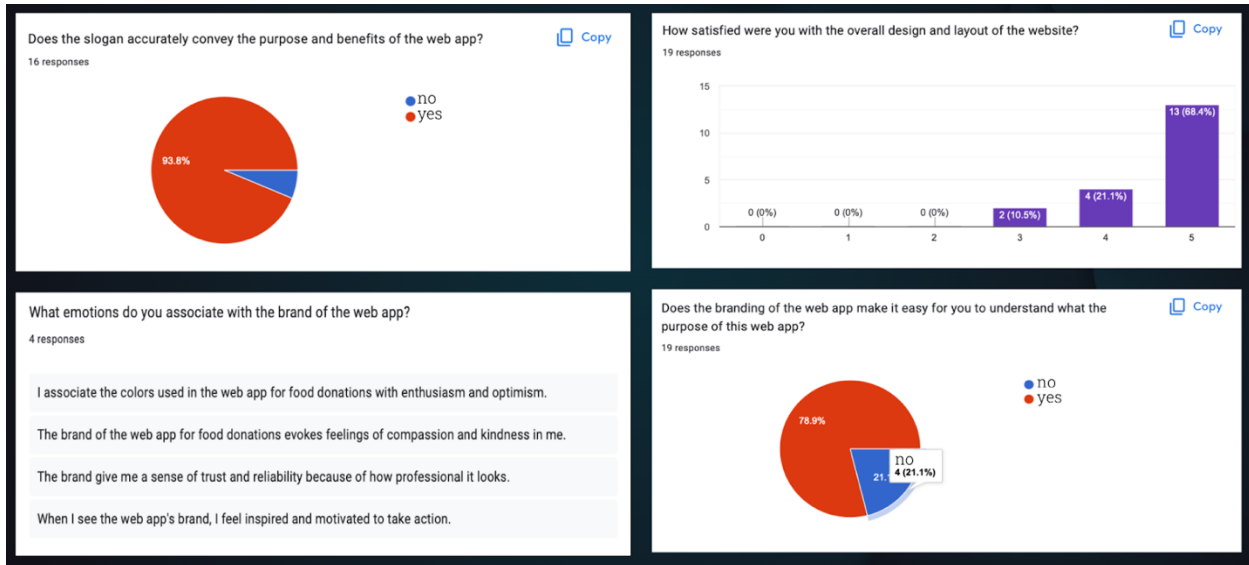 Does the slogan accurately convey the purpose and benefits of the web app?
Copy
16 responses
no
yes
93.8%
How satisfied were you with the overall design and layout of the website?
Copy
19 responses
15
10
5
0
0 (0%)
0 (0%)
0 (0%)
2 (10.5%)
4 (21.1%)
13 (68.4%)
0
1
2
3
4
5
What emotions do you associate with the brand of the web app?
4 responses
I associate the colors used in the web app for food donations with enthusiasm and optimism.
The brand of the web app for food donations evokes feelings of compassion and kindness in me.
The brand give me a sense of trust and reliability because of how professional it looks.
When I see the web app's brand, I feel inspired and motivated to take action.
Does the branding of the web app make it easy for you to understand what the
purpose of this web app?
Copy
19 responses
no
yes
78.9%
21.
no
4 (21.1%)